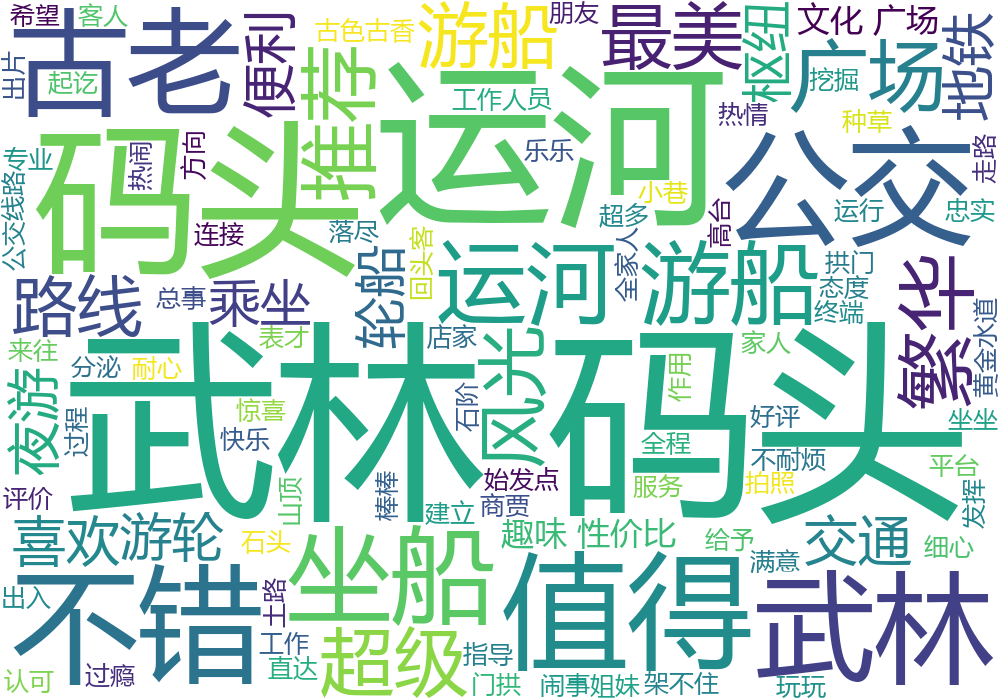 希望 客人 古色古香 游船 朋友 最美 枢纽 文化 广场
古老 便利 推荐 运河 工作人员 广场 挖掘 地铁
出片 起讫 热情 种草
码头 热闹 方向 乐乐 公交 走路
专业 小巷
公交线路 连接 落尽 回头客 超多 高台 运行 忠实
路线 总事 乘坐 轮船 运河 游船 全家人 拱门 态度 终端 繁华 黄金水道
来往 分泌 耐心 表才 店家 风光 家人
武林码头 作用
夜游 过程 惊喜 快乐 石阶 全程 好评 坐坐
评价 山顶 棒棒 始发点 商贾 服务 不耐烦 拍照 平台 发挥
喜欢 游轮 石头 建立 趣味 性价比 给予 交通 细心
不错 坐船 值得 满意 武林
出入 土路 工作
认可 过瘾 直达 超级 指导 门拱 闹事 姐妹 架不住 玩玩